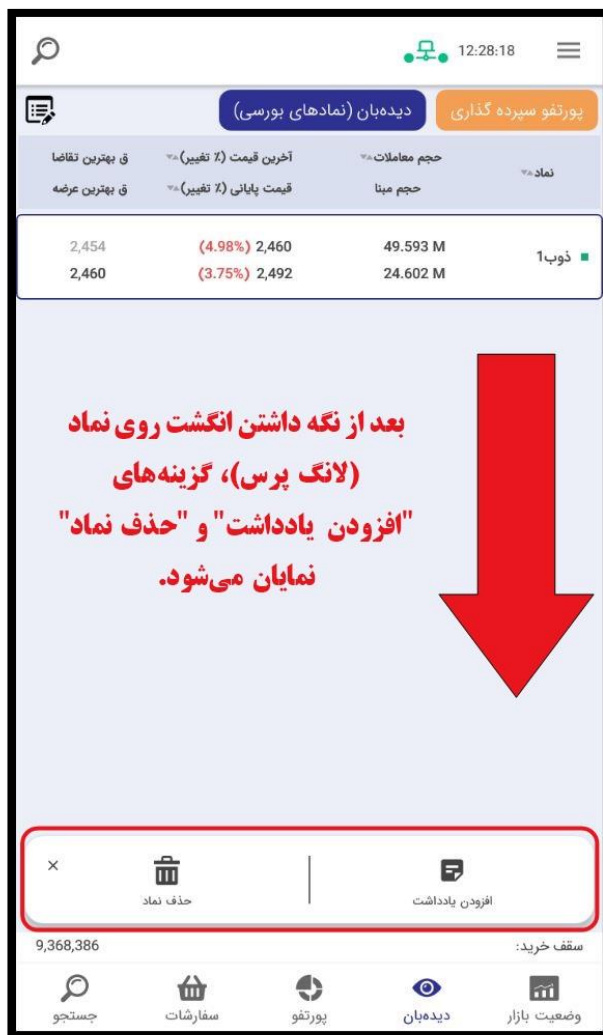 12:28:18
پورتفو سپرده گذاری دیده‌بان (نمادهای بورسی)
نماد حجم معاملات آخرین قیمت (٪ تغییر) ق بهترین تقاضا
حجم مبنا قیمت پایانی (٪ تغییر) ق بهترین عرضه
ذوب1 49.593 M 2,460 (4.98%) 2,454
24.602 M 2,492 (3.75%) 2,460
بعد از نگه داشتن انگشت روی نماد
(لانگ پرس)، گزینه‌های
"افزودن یادداشت" و "حذف نماد"
نمایان می‌شود.
×
افزودن یادداشت حذف نماد
سقف خرید: 9,368,386
وضعیت بازار دیده‌بان پورتفو سفارشات جستجو